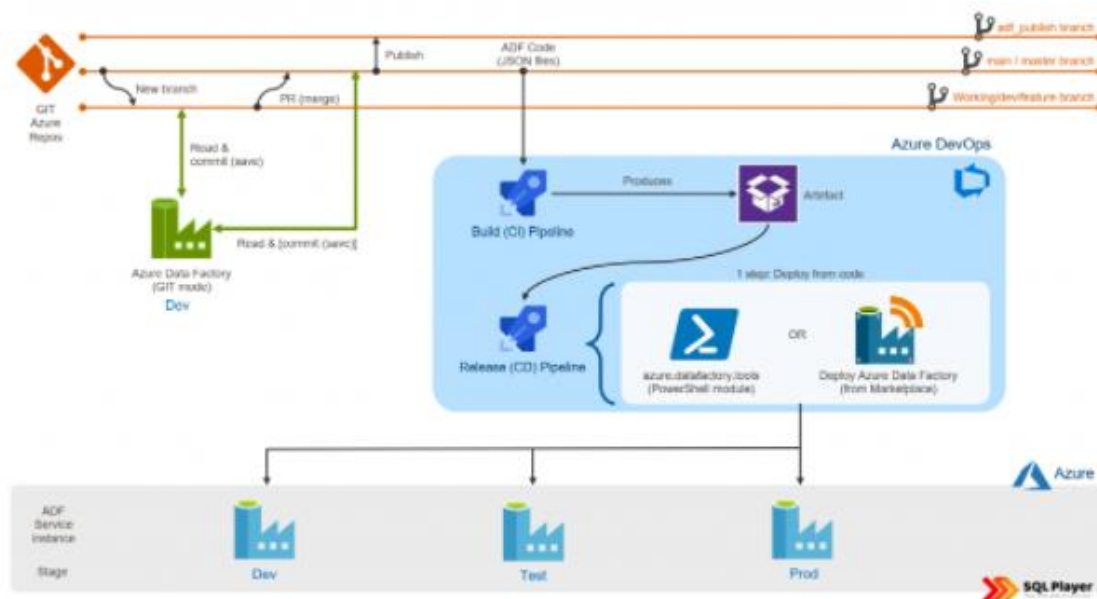 adf_publish branch
main / master branch
Working/dev/feature branch
GIT
Azure
Repos
New branch
PR (merge)
Publish
ADF Code
(JSON files)
Read &
commit (save)
Read & [commit (save)]
Azure Data Factory
(GIT mode)
Dev
Azure DevOps
Build (CI) Pipeline
Produces
Artefact
1 step: Deploy from code
Release (CD) Pipeline
azure.datafactory.tools
(PowerShell module)
OR
Deploy Azure Data Factory
(from Marketplace)
Azure
ADF
Service
instance
Stage
Dev
Test
Prod
SQL Player